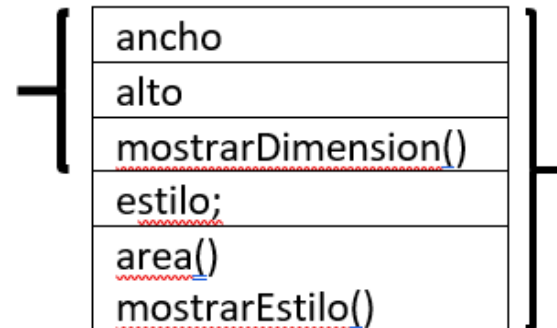 ancho
alto
mostrarDimension()
estilo;
area()
mostrarEstilo()